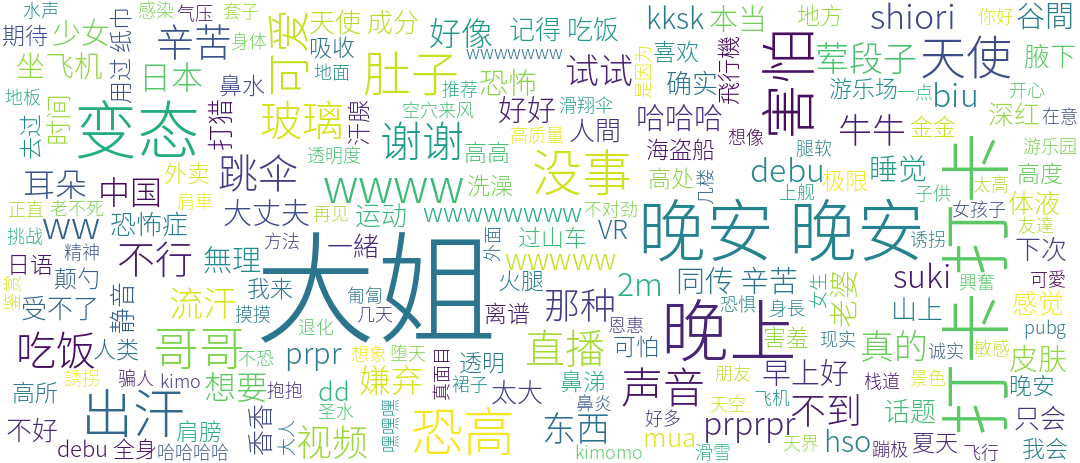 水声 感染 气压 套子 天使 成分 好像 记得 吃饭 kksk 本当 地方 shiori 你好 谷間
期待 少女 纸巾 辛苦 身体 可爱 吸收 wwwwwww 喜欢 是因为 飛行機 荤段子 天使 腋下
坐飞机 用过 日本 鼻水 地面 肚子 恐怖 推荐 试试 确实 害怕 游乐场 一点 biu 开心
地板 去过 时间 变态 打猎 玻璃 汗腺 空穴来风 滑翔伞 好好 人間 哈哈哈 想像 牛牛 金金 深红 在意
耳朵 中国 外卖 跳伞 透明度 谢谢 高高 高质量 没事 海盗船 几楼 高处 debu 腿软 上舰 睡觉 极限 高度 游乐园
正直 老不死 ww 肩車 大丈夫 再见 wwww 运动 洗澡 不对劲 晚安 晚安 子供 太高 打卡 打卡 体液
挑战 恐怖症 精神 不行 無理 方法 一緒 wwwwwwwww 过山车 外面 VR 诱拐 女孩子 友達 下次
日语 颠勺 鉴赏 受不了 静音 流汗 我来 摸摸 大姐 匍匐 几天 wwwww 火腿 离谱 那种 2m 同传 辛苦 恐惧 身長 女生 老婆 suki 山上 興奮 可愛 感觉
吃饭 人类 哥哥 退化 不恐 prpr 想象 堕天 真面目 透明 直播 恩惠 可怕 晚上 害羞 现实 真的 诚实 敏感 pubg 皮肤
高所 誘拐 骗人 kimo 想要 抱抱 dd 嫌弃 裙子 太大 鼻涕 声音 朋友 早上好 栈道 景色 晚安 只会
不好 出汗 肩膀 香香 大人 圣水 视频 嘿嘿嘿 恐高 鼻炎 东西 好多 天空 飞机 prprpr 不到 话题
debu 全身 哈哈哈哈 kimomo mua 滑雪 天界 hso 蹦极 夏天 飞行 我会